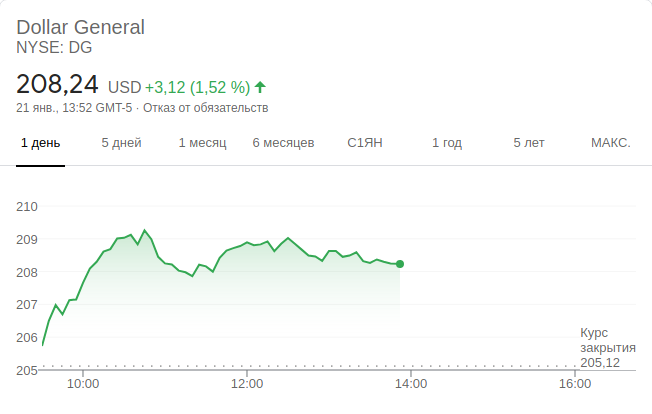 Dollar General
NYSE: DG
208,24 USD +3,12 (1,52 %)
21 янв., 13:52 GMT-5 · Отказ от обязательств
1 день 5 дней 1 месяц 6 месяцев С1ЯН 1 год 5 лет МАКС.
210
209
208
207
206
205
Курс
закрытия
205,12
10:00 12:00 14:00 16:00